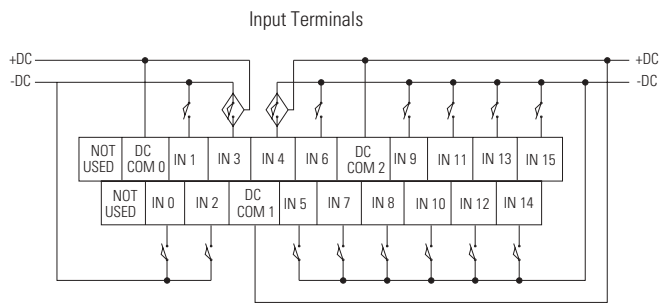 Input Terminals
+DC +DC
-DC -DC
NOT USED DC COM 0 IN 1 IN 3 IN 4 IN 6 DC COM 2 IN 9 IN 11 IN 13 IN 15
NOT USED IN 0 IN 2 DC COM 1 IN 5 IN 7 IN 8 IN 10 IN 12 IN 14